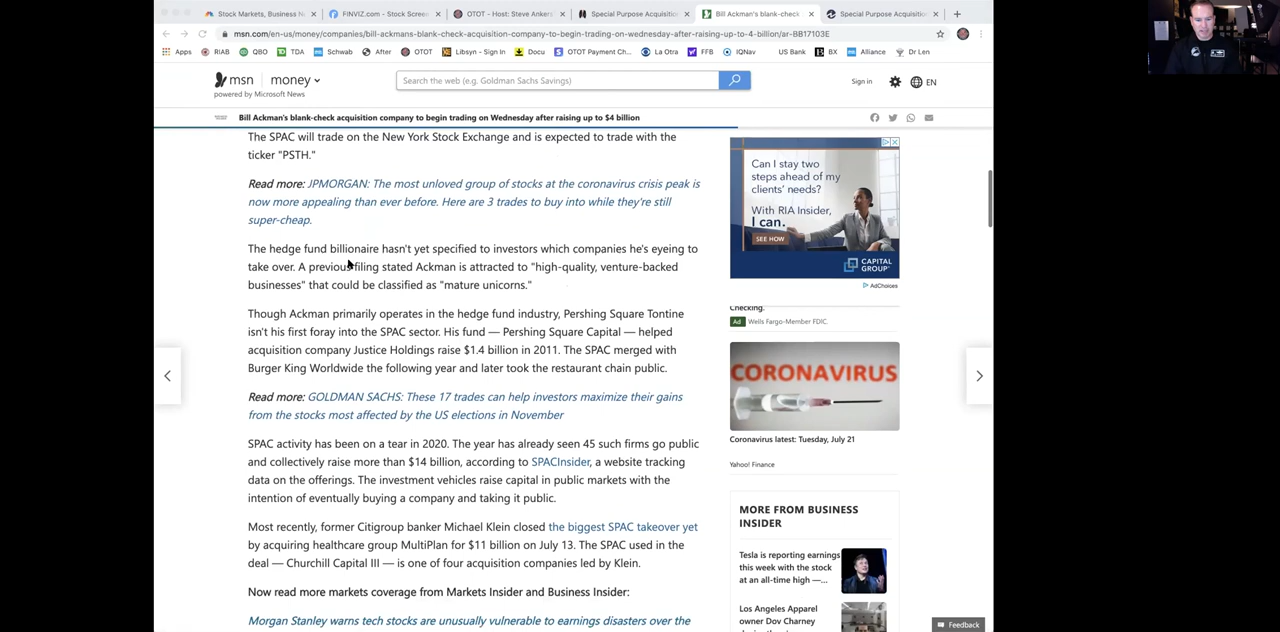 Stock Markets, Business N
FINVIZ.com - Stock Screen
OTOT - Host: Steve Anker
Special Purpose Acquisitio
Bill Ackman's blank-check
Special Purpose Acquisitio
msn.com/en-us/money/companies/bill-ackmans-blank-check-acquisition-company-to-begin-trading-on-wednesday-after-raising-up-to-4-billion/ar-BB17103E
Apps RIAB QBO TDA Schwab After OTOT Libsyn - Sign in Docu OTOT Payment Ch... La Otra FFB IQNav US Bank BX Alliance Dr Len
msn money
powered by Microsoft News
Search the web (e.g. Goldman Sachs Savings)
Sign in
EN
Bill Ackman's blank-check acquisition company to begin trading on Wednesday after raising up to $4 billion
The SPAC will trade on the New York Stock Exchange and is expected to trade with the
ticker "PSTH."
Read more: JPMORGAN: The most unloved group of stocks at the coronavirus crisis peak is
now more appealing than ever before. Here are 3 trades to buy into while they're still
super-cheap.
The hedge fund billionaire hasn't yet specified to investors which companies he's eyeing to
take over. A previous filing stated Ackman is attracted to "high-quality, venture-backed
businesses" that could be classified as "mature unicorns."
Though Ackman primarily operates in the hedge fund industry, Pershing Square Tontine
isn't his first foray into the SPAC sector. His fund — Pershing Square Capital — helped
acquisition company Justice Holdings raise $1.4 billion in 2011. The SPAC merged with
Burger King Worldwide the following year and later took the restaurant chain public.
Read more: GOLDMAN SACHS: These 17 trades can help investors maximize their gains
from the stocks most affected by the US elections in November
SPAC activity has been on a tear in 2020. The year has already seen 45 such firms go public
and collectively raise more than $14 billion, according to SPACInsider, a website tracking
data on the offerings. The investment vehicles raise capital in public markets with the
intention of eventually buying a company and taking it public.
Most recently, former Citigroup banker Michael Klein closed the biggest SPAC takeover yet
by acquiring healthcare group MultiPlan for $11 billion on July 13. The SPAC used in the
deal — Churchill Capital III — is one of four acquisition companies led by Klein.
Now read more markets coverage from Markets Insider and Business Insider:
Morgan Stanley warns tech stocks are unusually vulnerable to earnings disasters over the
Can I stay two
steps ahead of my
clients' needs?
With RIA Insider,
I can.
SEE HOW
CAPITAL
GROUP
AdChoices
Checking.
Ad Wells Fargo-Member FDIC.
CORONAVIRUS
Coronavirus latest: Tuesday, July 21
Yahoo! Finance
MORE FROM BUSINESS
INSIDER
Tesla is reporting earnings
this week with the stock
at an all-time high —...
Los Angeles Apparel
owner Dov Charney
Feedback